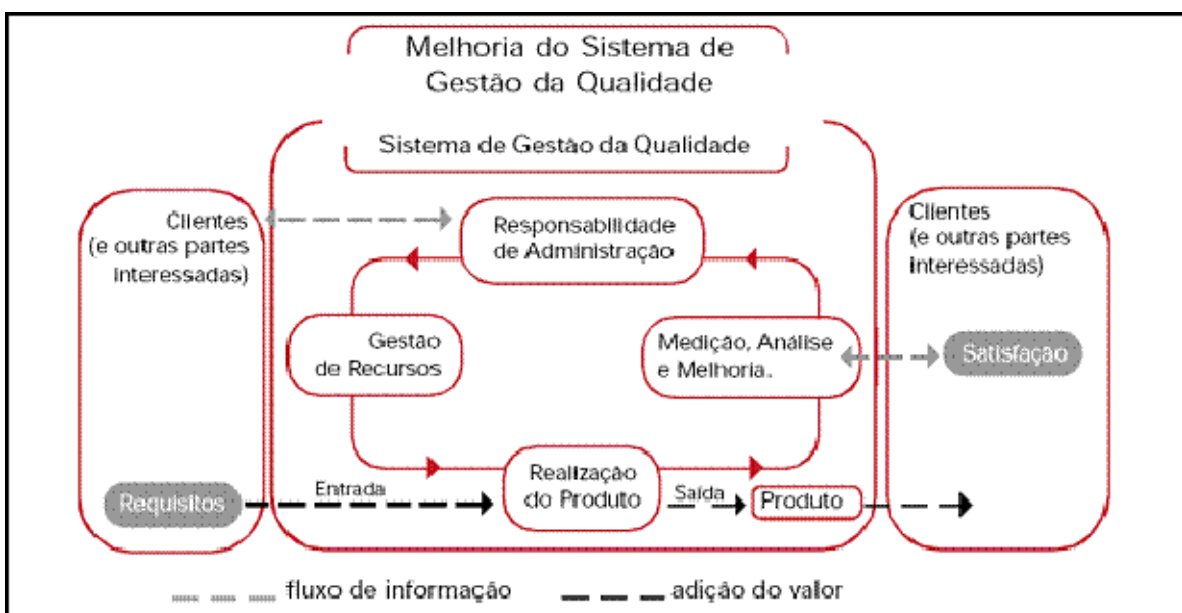 Melhoria do Sistema de
Gestão da Qualidade
Sistema de Gestão da Qualidade
Clientes
(e outras partes
interessadas)
Responsabilidade
de Administração
Clientes
(e outras partes
interessadas)
Gestão
de Recursos
Medição, Análise
e Melhoria.
Satisfação
Requisitos
Entrada
Realização
do Produto
Saída
Produto
fluxo de informação
adição do valor